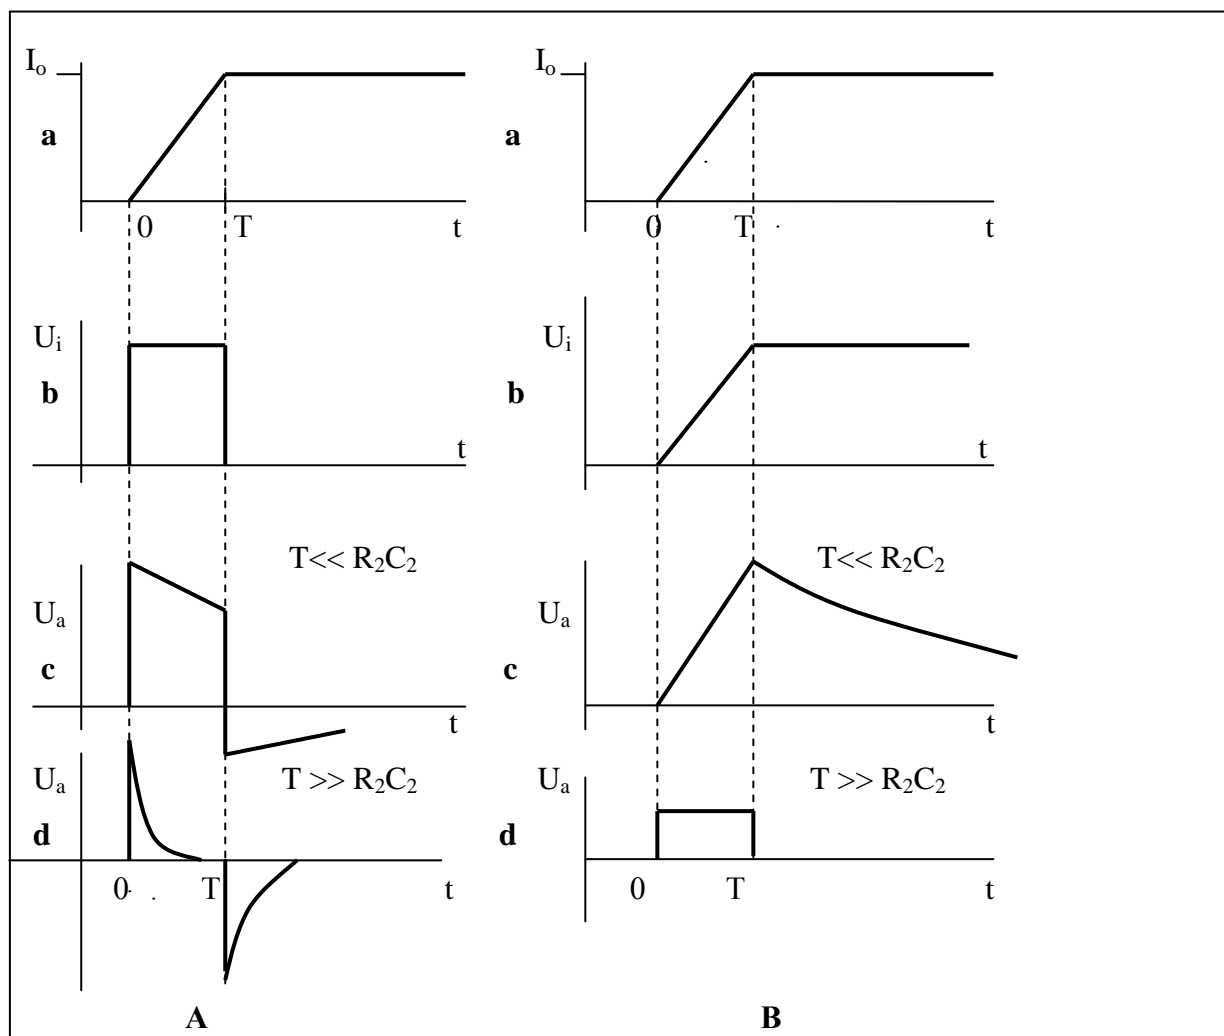 Iₒ
a
0 T t
Uᵢ
b
t
T<< R₂C₂
Uₐ
c
t
Uₐ T >> R₂C₂
d
0 T t
A
Iₒ
a
0 T t
Uᵢ
b
t
T<< R₂C₂
Uₐ
c
t
Uₐ T >> R₂C₂
d
0 T t
B